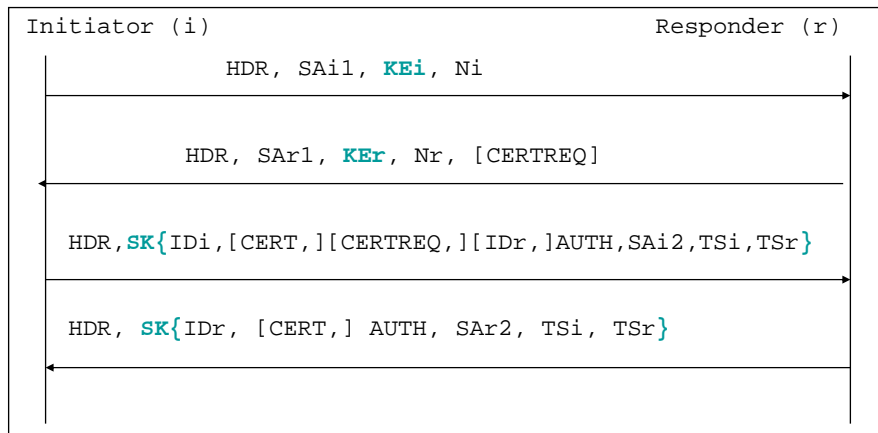 Initiator (i) Responder (r)
HDR, SAi1, KEi, Ni
HDR, SAr1, KEr, Nr, [CERTREQ]
HDR,SK{IDi,[CERT,][CERTREQ,][IDr,]AUTH,SAi2,TSi,TSr}
HDR, SK{IDr, [CERT,] AUTH, SAr2, TSi, TSr}